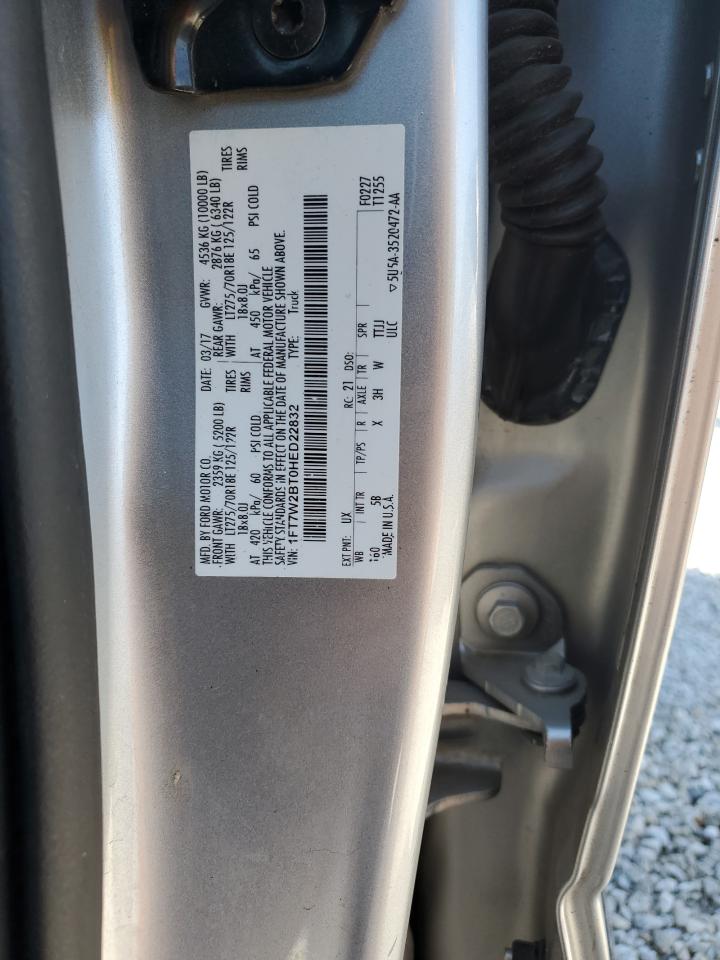 MFD. BY FORD MOTOR CO. DATE: 03/17 GVWR: 4536 KG (10000 LB)
FRONT GAWR: 2359 KG ( 5200 LB) REAR GAWR: 2876 KG ( 6340 LB)
WITH LT275/70R18E 125/122R TIRES WITH LT275/70R18E 125/122R TIRES
18x8.0J RIMS 18x8.0J RIMS
AT 420 kPa/ 60 PSI COLD AT 450 kPa/ 65 PSI COLD
THIS VEHICLE CONFORMS TO ALL APPLICABLE FEDERAL MOTOR VEHICLE
SAFETY STANDARDS IN EFFECT ON THE DATE OF MANUFACTURE SHOWN ABOVE.
VIN: 1FT7W2BT0HED22832 TYPE: Truck
EXT PNT: UX RC: 21 DSO: F0227
WB INT TR TP/PS R AXLE TR SPR T1255
160 5B X 3H W TTJJ
MADE IN U.S.A. ULC ▽5U5A-3520472-AA